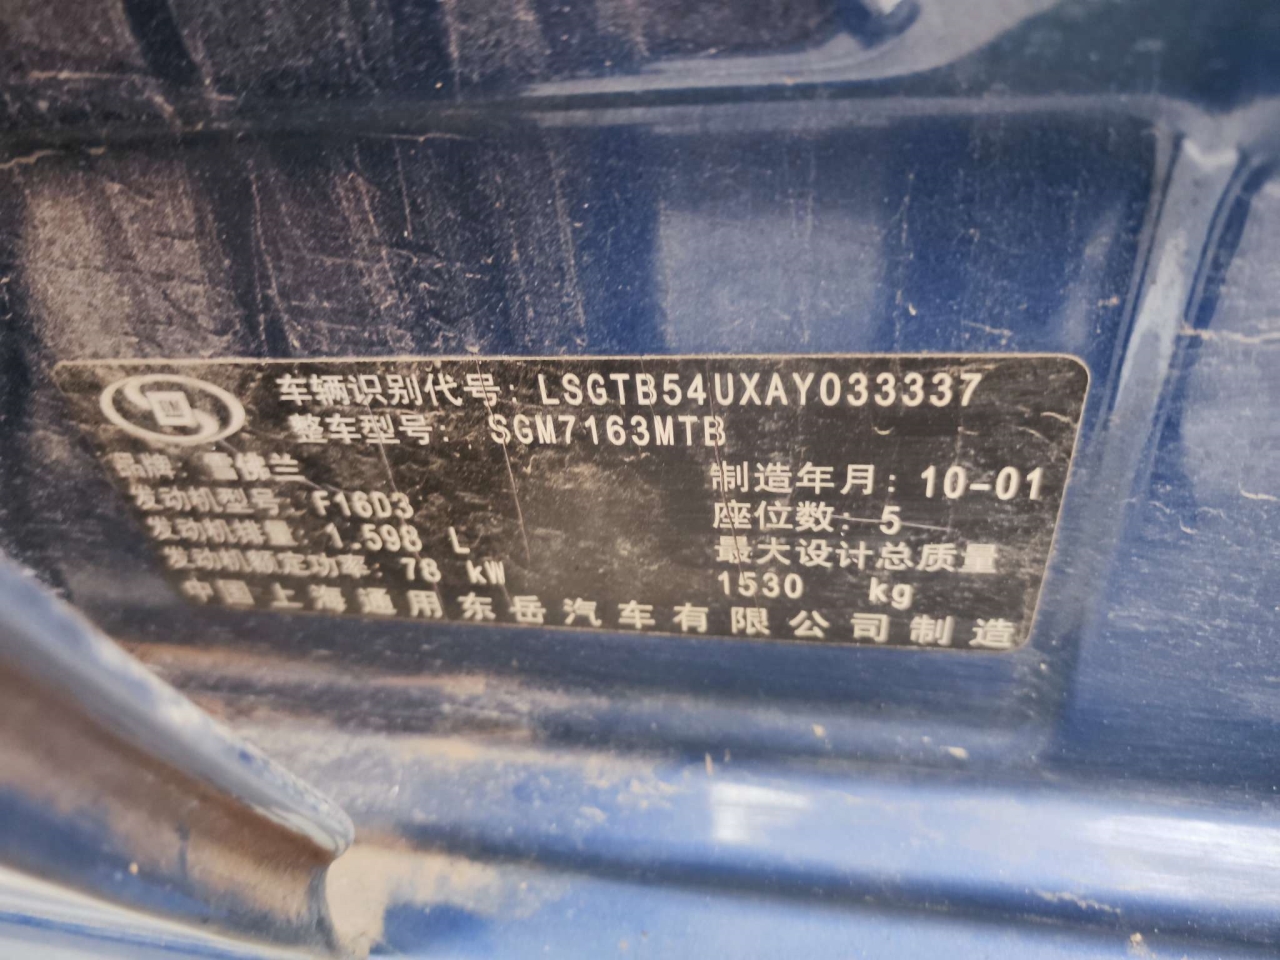 车辆识别代号：LSGTB54UXAY033337
整车型号：SGM7163MTB
品牌：雪佛兰
制造年月：10-01
发动机型号：F16D3
座位数：5
发动机排量：1.598 L
最大设计总质量
发动机额定功率：78 kW
1530 kg
中国上海通用东岳汽车有限公司制造